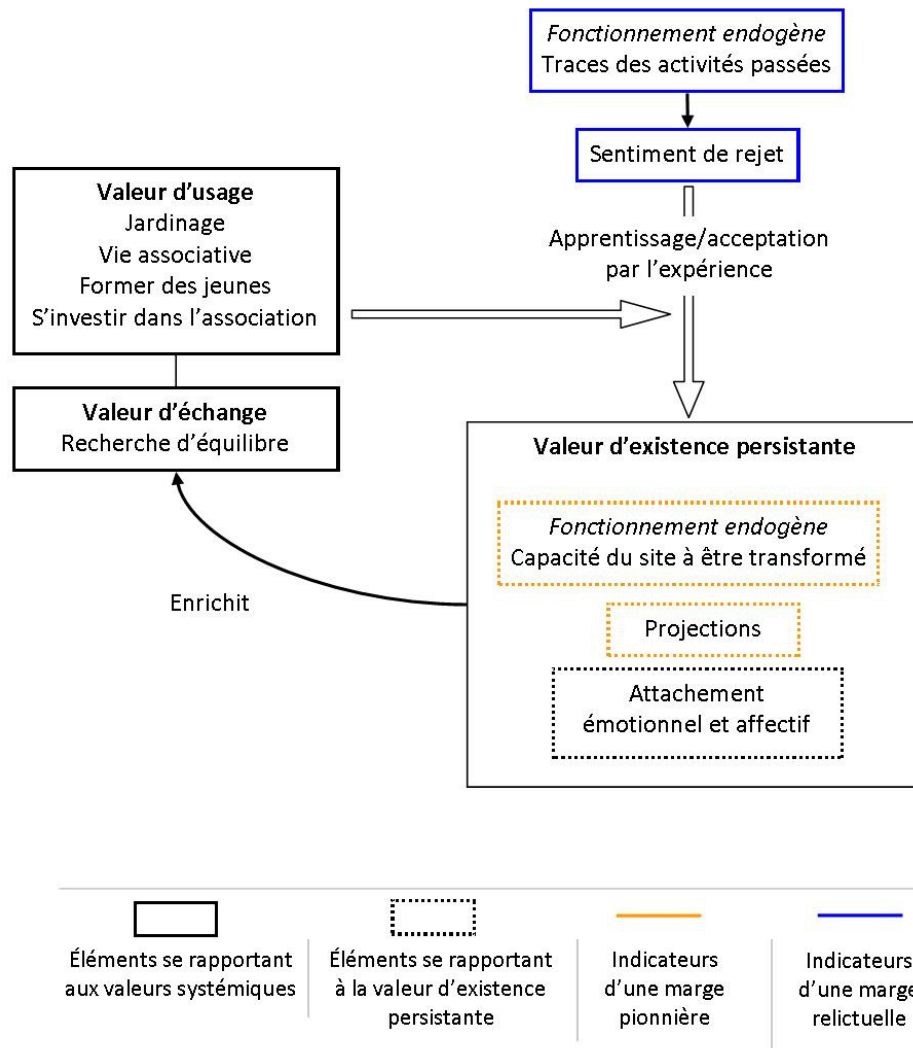 Fonctionnement endogène
Traces des activités passées
Sentiment de rejet
Valeur d'usage
Jardinage
Vie associative
Former des jeunes
S'investir dans l'association
Apprentissage/acceptation
par l'expérience
Valeur d'échange
Recherche d'équilibre
Valeur d'existence persistante
Fonctionnement endogène
Capacité du site à être transformé
Projections
Attachement
émotionnel et affectif
Enrichit
Éléments se rapportant
aux valeurs systémiques
Éléments se rapportant
à la valeur d'existence
persistante
Indicateurs
d'une marge
pionnière
Indicateurs
d'une marge
relictuelle